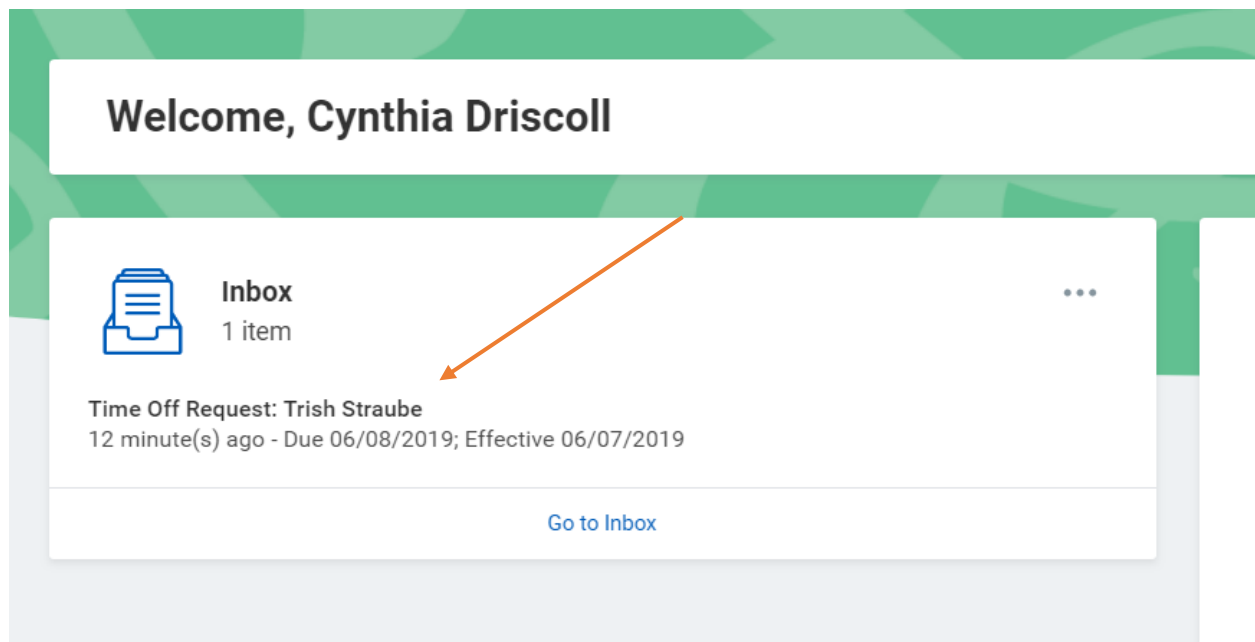 Welcome, Cynthia Driscoll
Inbox
1 item
Time Off Request: Trish Straube
12 minute(s) ago - Due 06/08/2019; Effective 06/07/2019
Go to Inbox